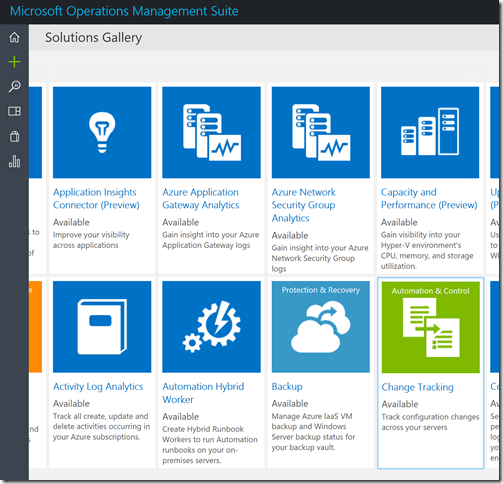 Microsoft Operations Management Suite
Solutions Gallery
Application Insights
Connector (Preview)
Available
Improve your visibility
across applications
Azure Application
Gateway Analytics
Available
Gain insight into your Azure
Application Gateway logs
Azure Network
Security Group
Analytics
Available
Gain insight into your Azure
Network Security Group
logs
Capacity and
Performance (Preview)
Available
Gain visibility into your
Hyper-V environment's
CPU, memory, and storage
utilization.
Activity Log Analytics
Available
Track all create, update and
delete activities occurring in
your Azure subscriptions.
Automation Hybrid
Worker
Available
Create Hybrid Runbook
Workers to run Automation
runbooks on your on-
premises servers.
Protection & Recovery
Backup
Available
Manage Azure IaaS VM
backup and Windows
Server backup status for
your backup vault.
Automation & Control
Change Tracking
Available
Track configuration changes
across your servers